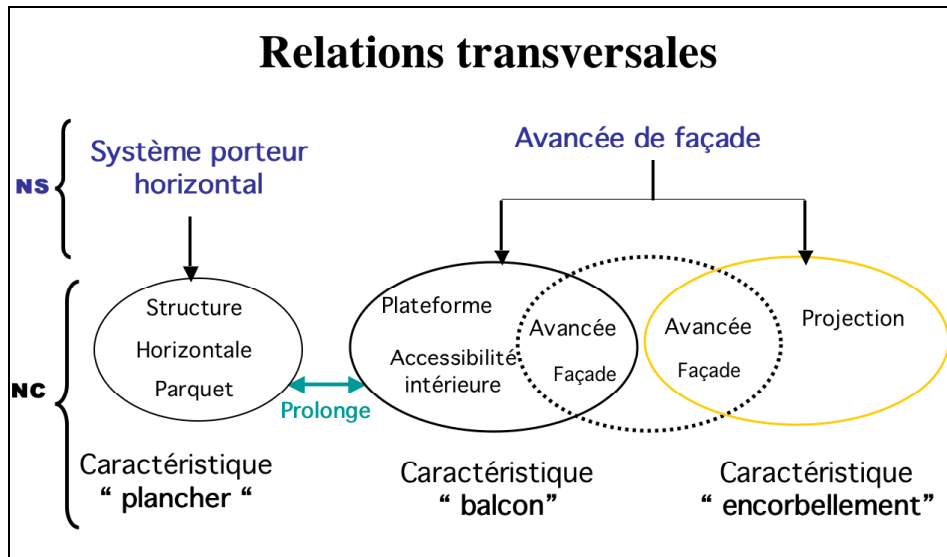 Relations transversales
NS
Système porteur
horizontal
Avancée de façade
NC
Structure
Horizontale
Parquet
Prolonge
Plateforme
Accessibilité
intérieure
Avancée
Façade
Avancée
Façade
Projection
Caractéristique
“ plancher “
Caractéristique
“ balcon”
Caractéristique
“ encorbellement”